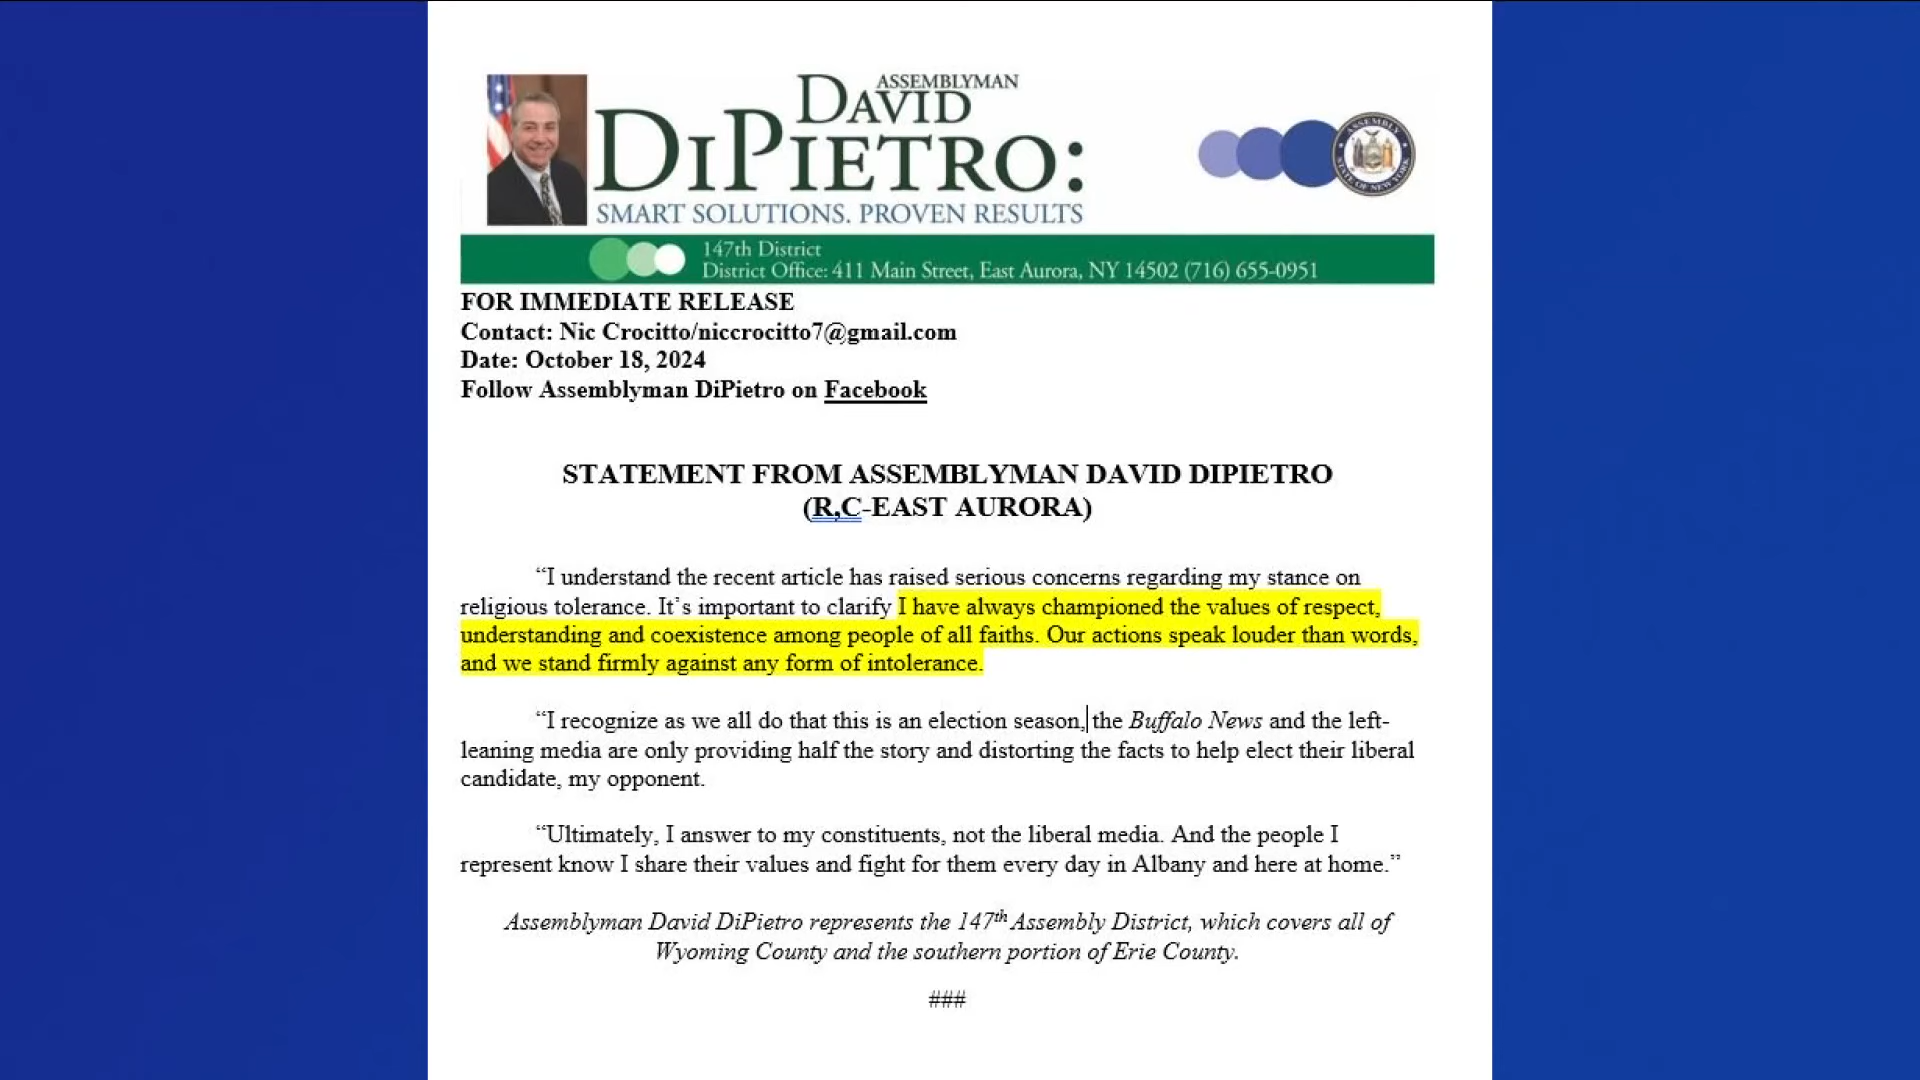 ASSEMBLYMAN
DAVID
DIPIETRO:
SMART SOLUTIONS. PROVEN RESULTS
ASSEMBLY
STATE OF NEW YORK
147th District
District Office: 411 Main Street, East Aurora, NY 14502 (716) 655-0951
FOR IMMEDIATE RELEASE
Contact: Nic Crocitto/niccrocitto7@gmail.com
Date: October 18, 2024
Follow Assemblyman DiPietro on Facebook
STATEMENT FROM ASSEMBLYMAN DAVID DIPIETRO
(R,C-EAST AURORA)
“I understand the recent article has raised serious concerns regarding my stance on
religious tolerance. It’s important to clarify I have always championed the values of respect,
understanding and coexistence among people of all faiths. Our actions speak louder than words,
and we stand firmly against any form of intolerance.
“I recognize as we all do that this is an election season, the Buffalo News and the left-
leaning media are only providing half the story and distorting the facts to help elect their liberal
candidate, my opponent.
“Ultimately, I answer to my constituents, not the liberal media. And the people I
represent know I share their values and fight for them every day in Albany and here at home.”
Assemblyman David DiPietro represents the 147th Assembly District, which covers all of
Wyoming County and the southern portion of Erie County.
###